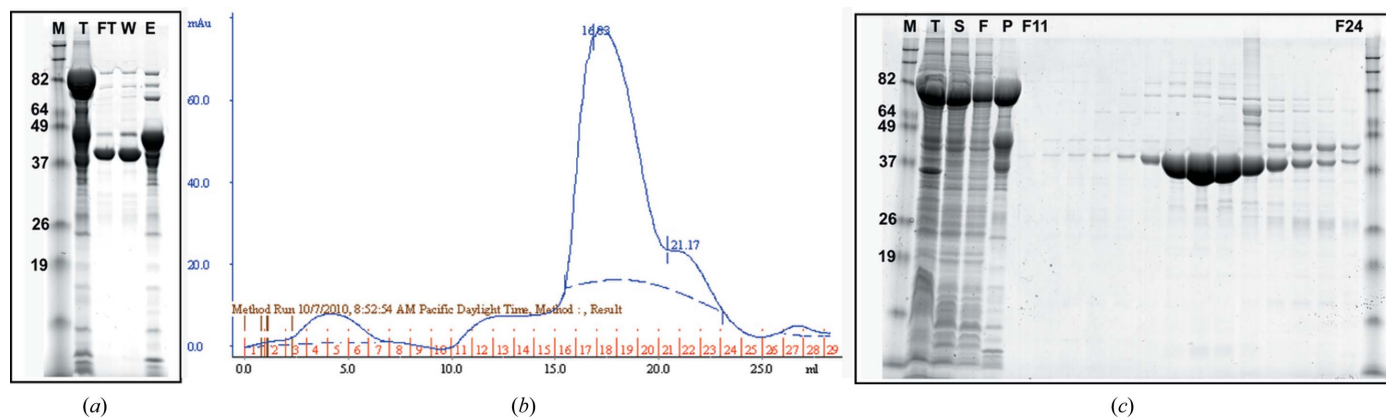 M T FT W E
82
64
49
37
26
19
(a)
mAu
60.0
40.0
20.0
0.0
16.83
21.17
Method Run 10/7/2010, 8:52:54 AM Pacific Daylight Time, Method : , Result
1 2 3 4 5 6 7 8 9 10 11 12 13 14 15 16 17 18 19 20 21 22 23 24 25 26 27 28 29
0.0 5.0 10.0 15.0 20.0 25.0 ml
(b)
M T S F P F11 F24
82
64
49
37
26
19
(c)